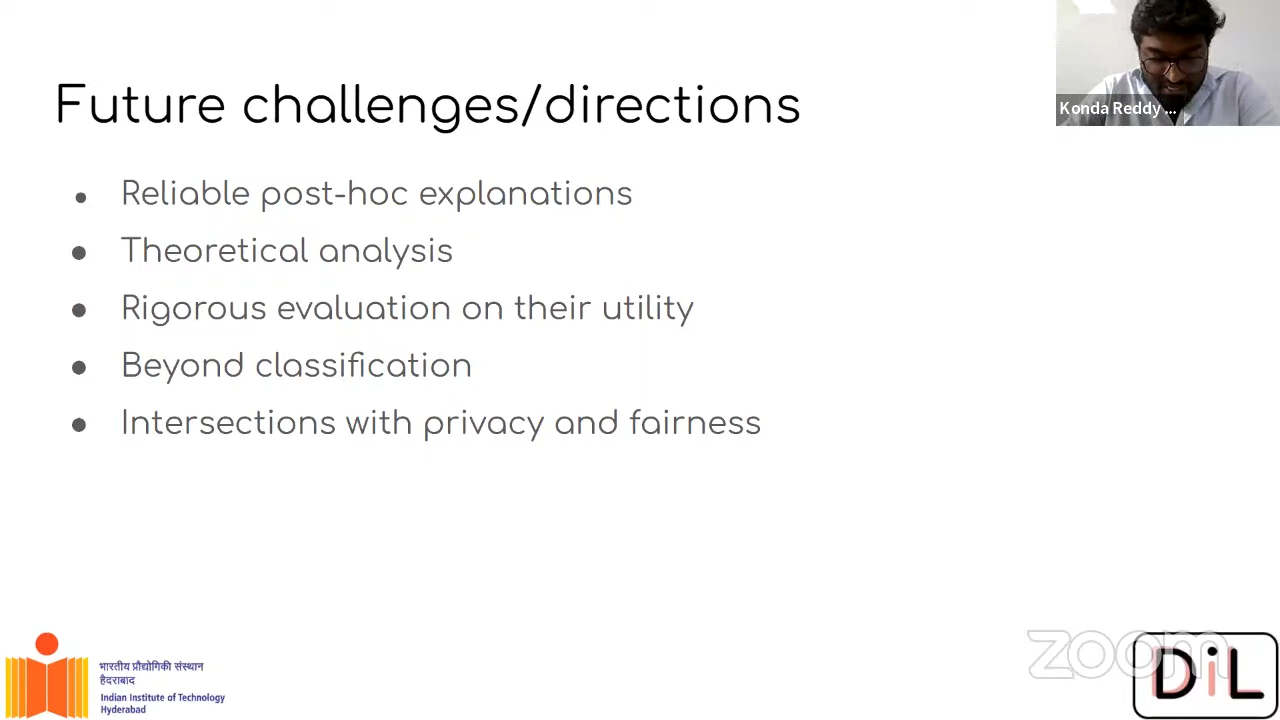 Konda Reddy ...
Future challenges/directions
Reliable post-hoc explanations
Theoretical analysis
Rigorous evaluation on their utility
Beyond classification
Intersections with privacy and fairness
भारतीय प्रौद्योगिकी संस्थान
हैदराबाद
Indian Institute of Technology
Hyderabad
zoom
DiL